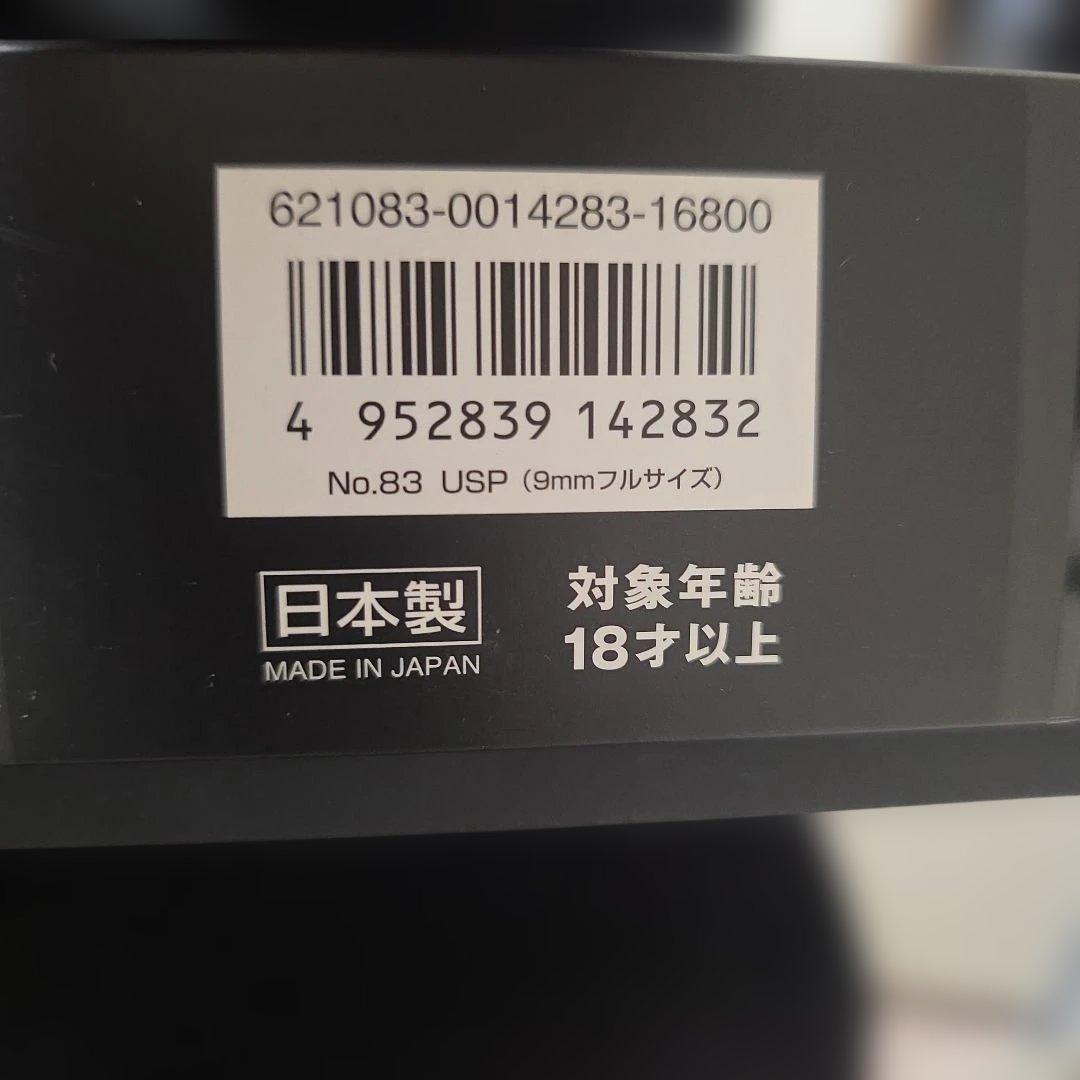 621083-0014283-16800
4 952839 142832
No.83 USP（9mmフルサイズ）
日本製
MADE IN JAPAN
対象年齢
18才以上